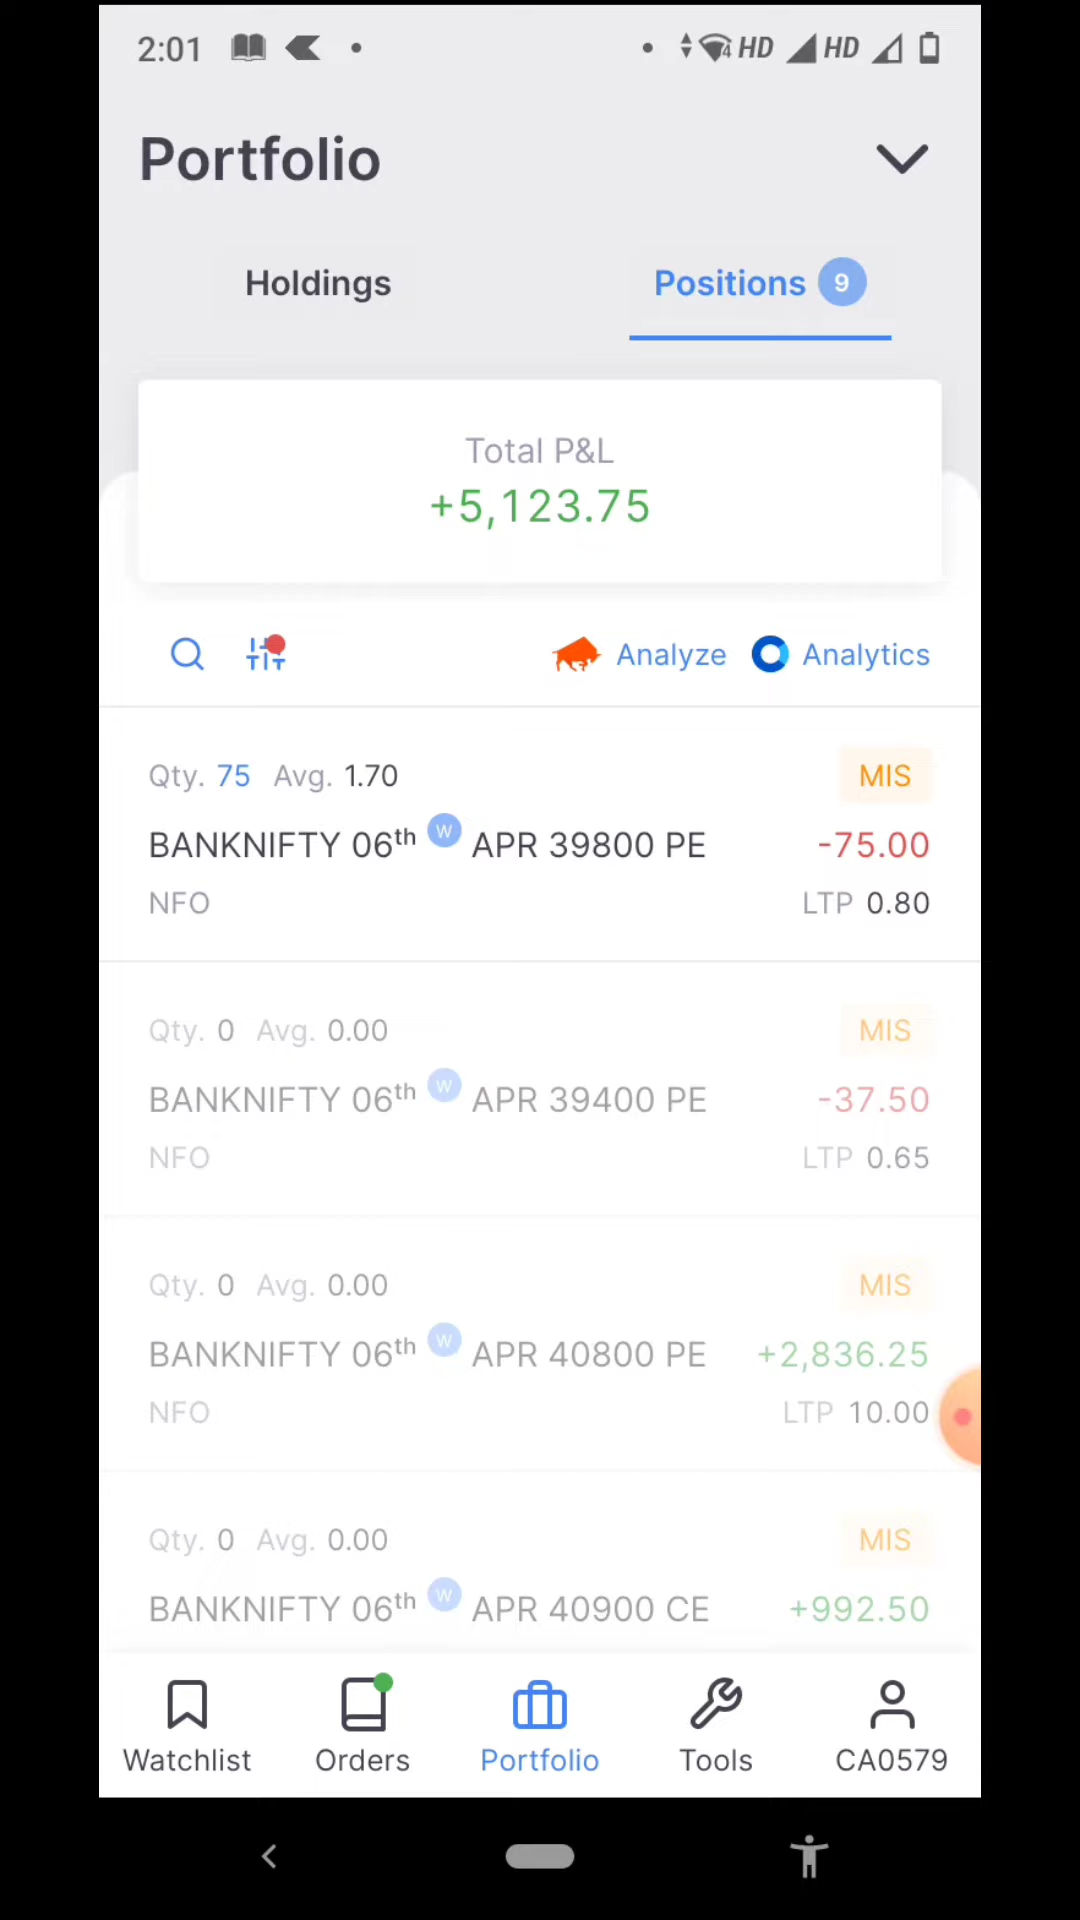 2:01 4 HD HD
Portfolio
Holdings Positions 9
Total P&L
+5,123.75
Analyze Analytics
Qty. 75 Avg. 1.70 MIS
BANKNIFTY 06th W APR 39800 PE -75.00
NFO LTP 0.80
Qty. 0 Avg. 0.00 MIS
BANKNIFTY 06th W APR 39400 PE -37.50
NFO LTP 0.65
Qty. 0 Avg. 0.00 MIS
BANKNIFTY 06th W APR 40800 PE +2,836.25
NFO LTP 10.00
Qty. 0 Avg. 0.00 MIS
BANKNIFTY 06th W APR 40900 CE +992.50
Watchlist Orders Portfolio Tools CA0579